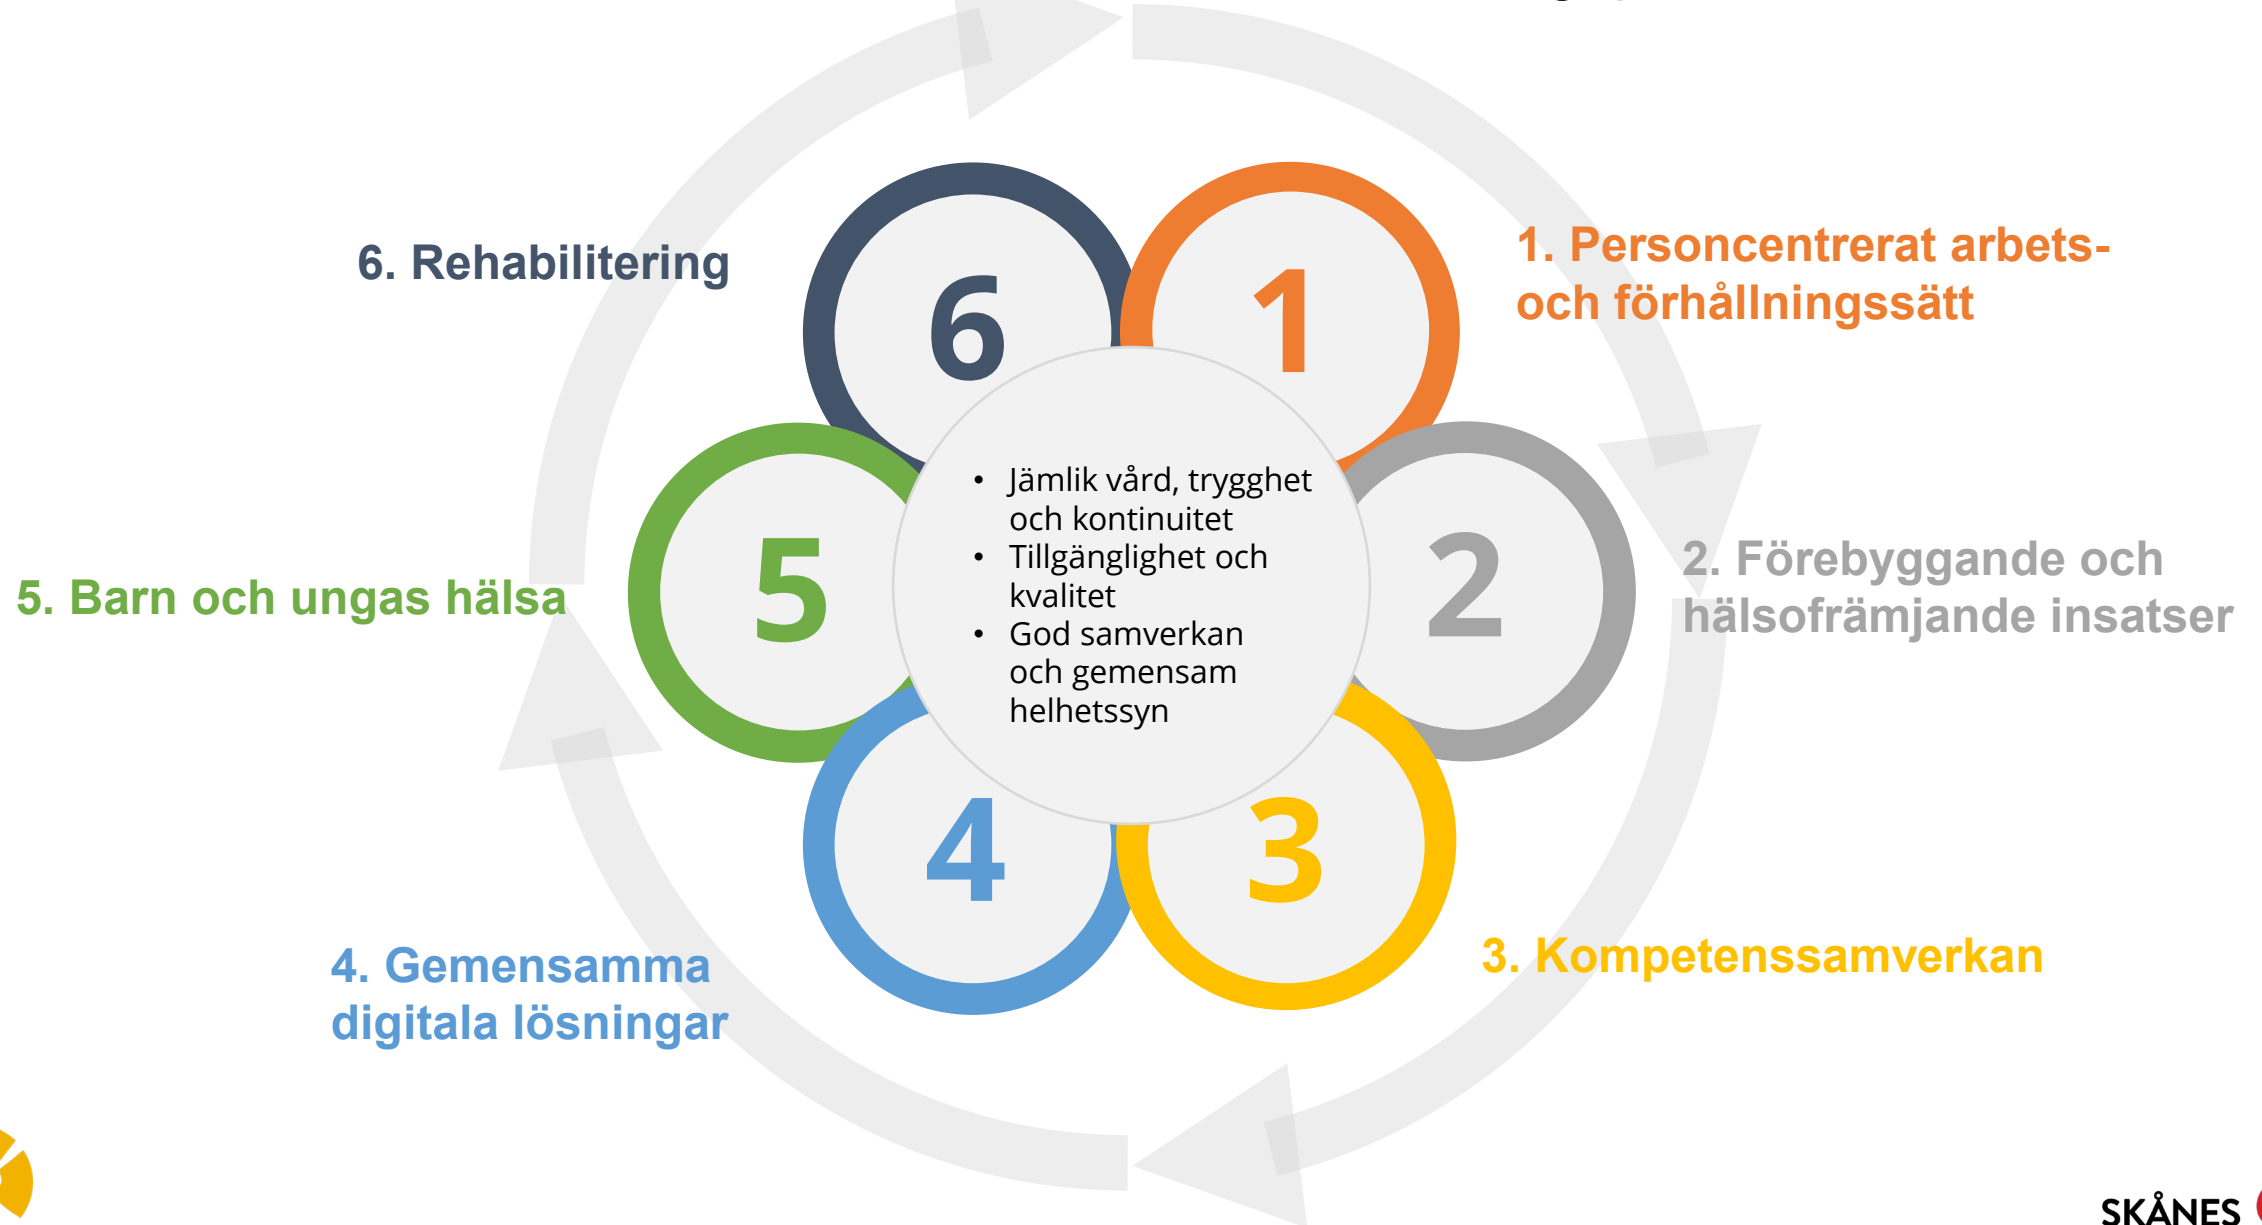 6. Rehabilitering
6
1
1. Personcentrerat arbets-
och förhållningssätt
5. Barn och ungas hälsa
5
• Jämlik vård, trygghet
och kontinuitet
• Tillgänglighet och
kvalitet
• God samverkan
och gemensam
helhetssyn
2
2. Förebyggande och
hälsofrämjande insatser
4. Gemensamma
digitala lösningar
4
3
3. Kompetenssamverkan
SKÅNES